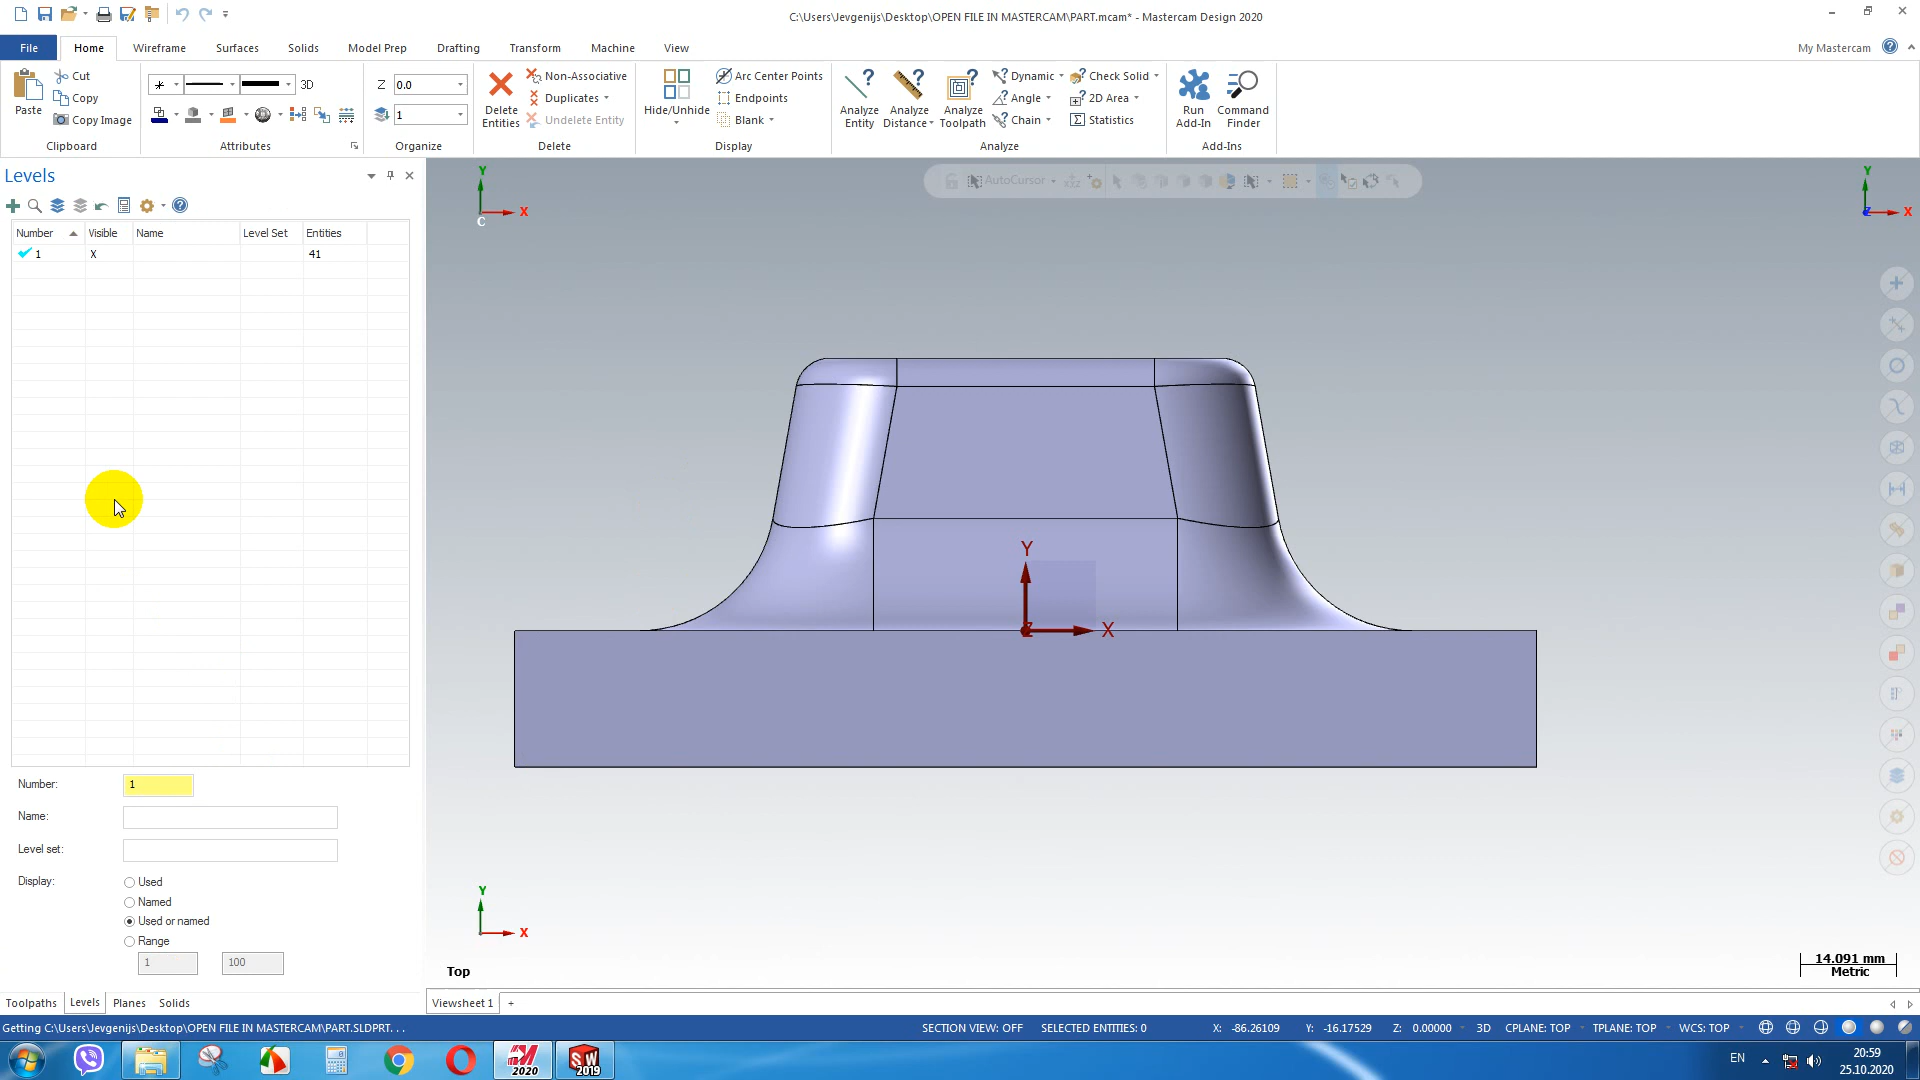 C:\Users\Jevgenijs\Desktop\OPEN FILE IN MASTERCAM\PART.mcam* - Mastercam Design 2020
File Home Wireframe Surfaces Solids Model Prep Drafting Transform Machine View My Mastercam
Paste
Cut
Copy
Copy Image
Clipboard
3D
Attributes
Z 0.0
1
Organize
Delete Entities
Non-Associative
Duplicates
Undelete Entity
Delete
Hide/Unhide
Arc Center Points
Endpoints
Blank
Display
Analyze Entity
Analyze Distance
Analyze Toolpath
Dynamic
Angle
Chain
Check Solid
2D Area
Statistics
Analyze
Run Add-In
Command Finder
Add-Ins
Levels
Number Visible Name Level Set Entities
1 X 41
Number: 1
Name:
Level set:
Display:
Used
Named
Used or named
Range
1 100
Toolpaths Levels Planes Solids
AutoCursor
Y
X
C
Y
X
Z
Y
X
Z
Y
X
Top
14.091 mm
Metric
Viewsheet 1 +
Getting C:\Users\Jevgenijs\Desktop\OPEN FILE IN MASTERCAM\PART.SLDPRT. . .
SECTION VIEW: OFF SELECTED ENTITIES: 0 X: -86.26109 Y: -16.17529 Z: 0.00000 3D CPLANE: TOP TPLANE: TOP WCS: TOP
2020
SW
2019
EN
20:59
25.10.2020